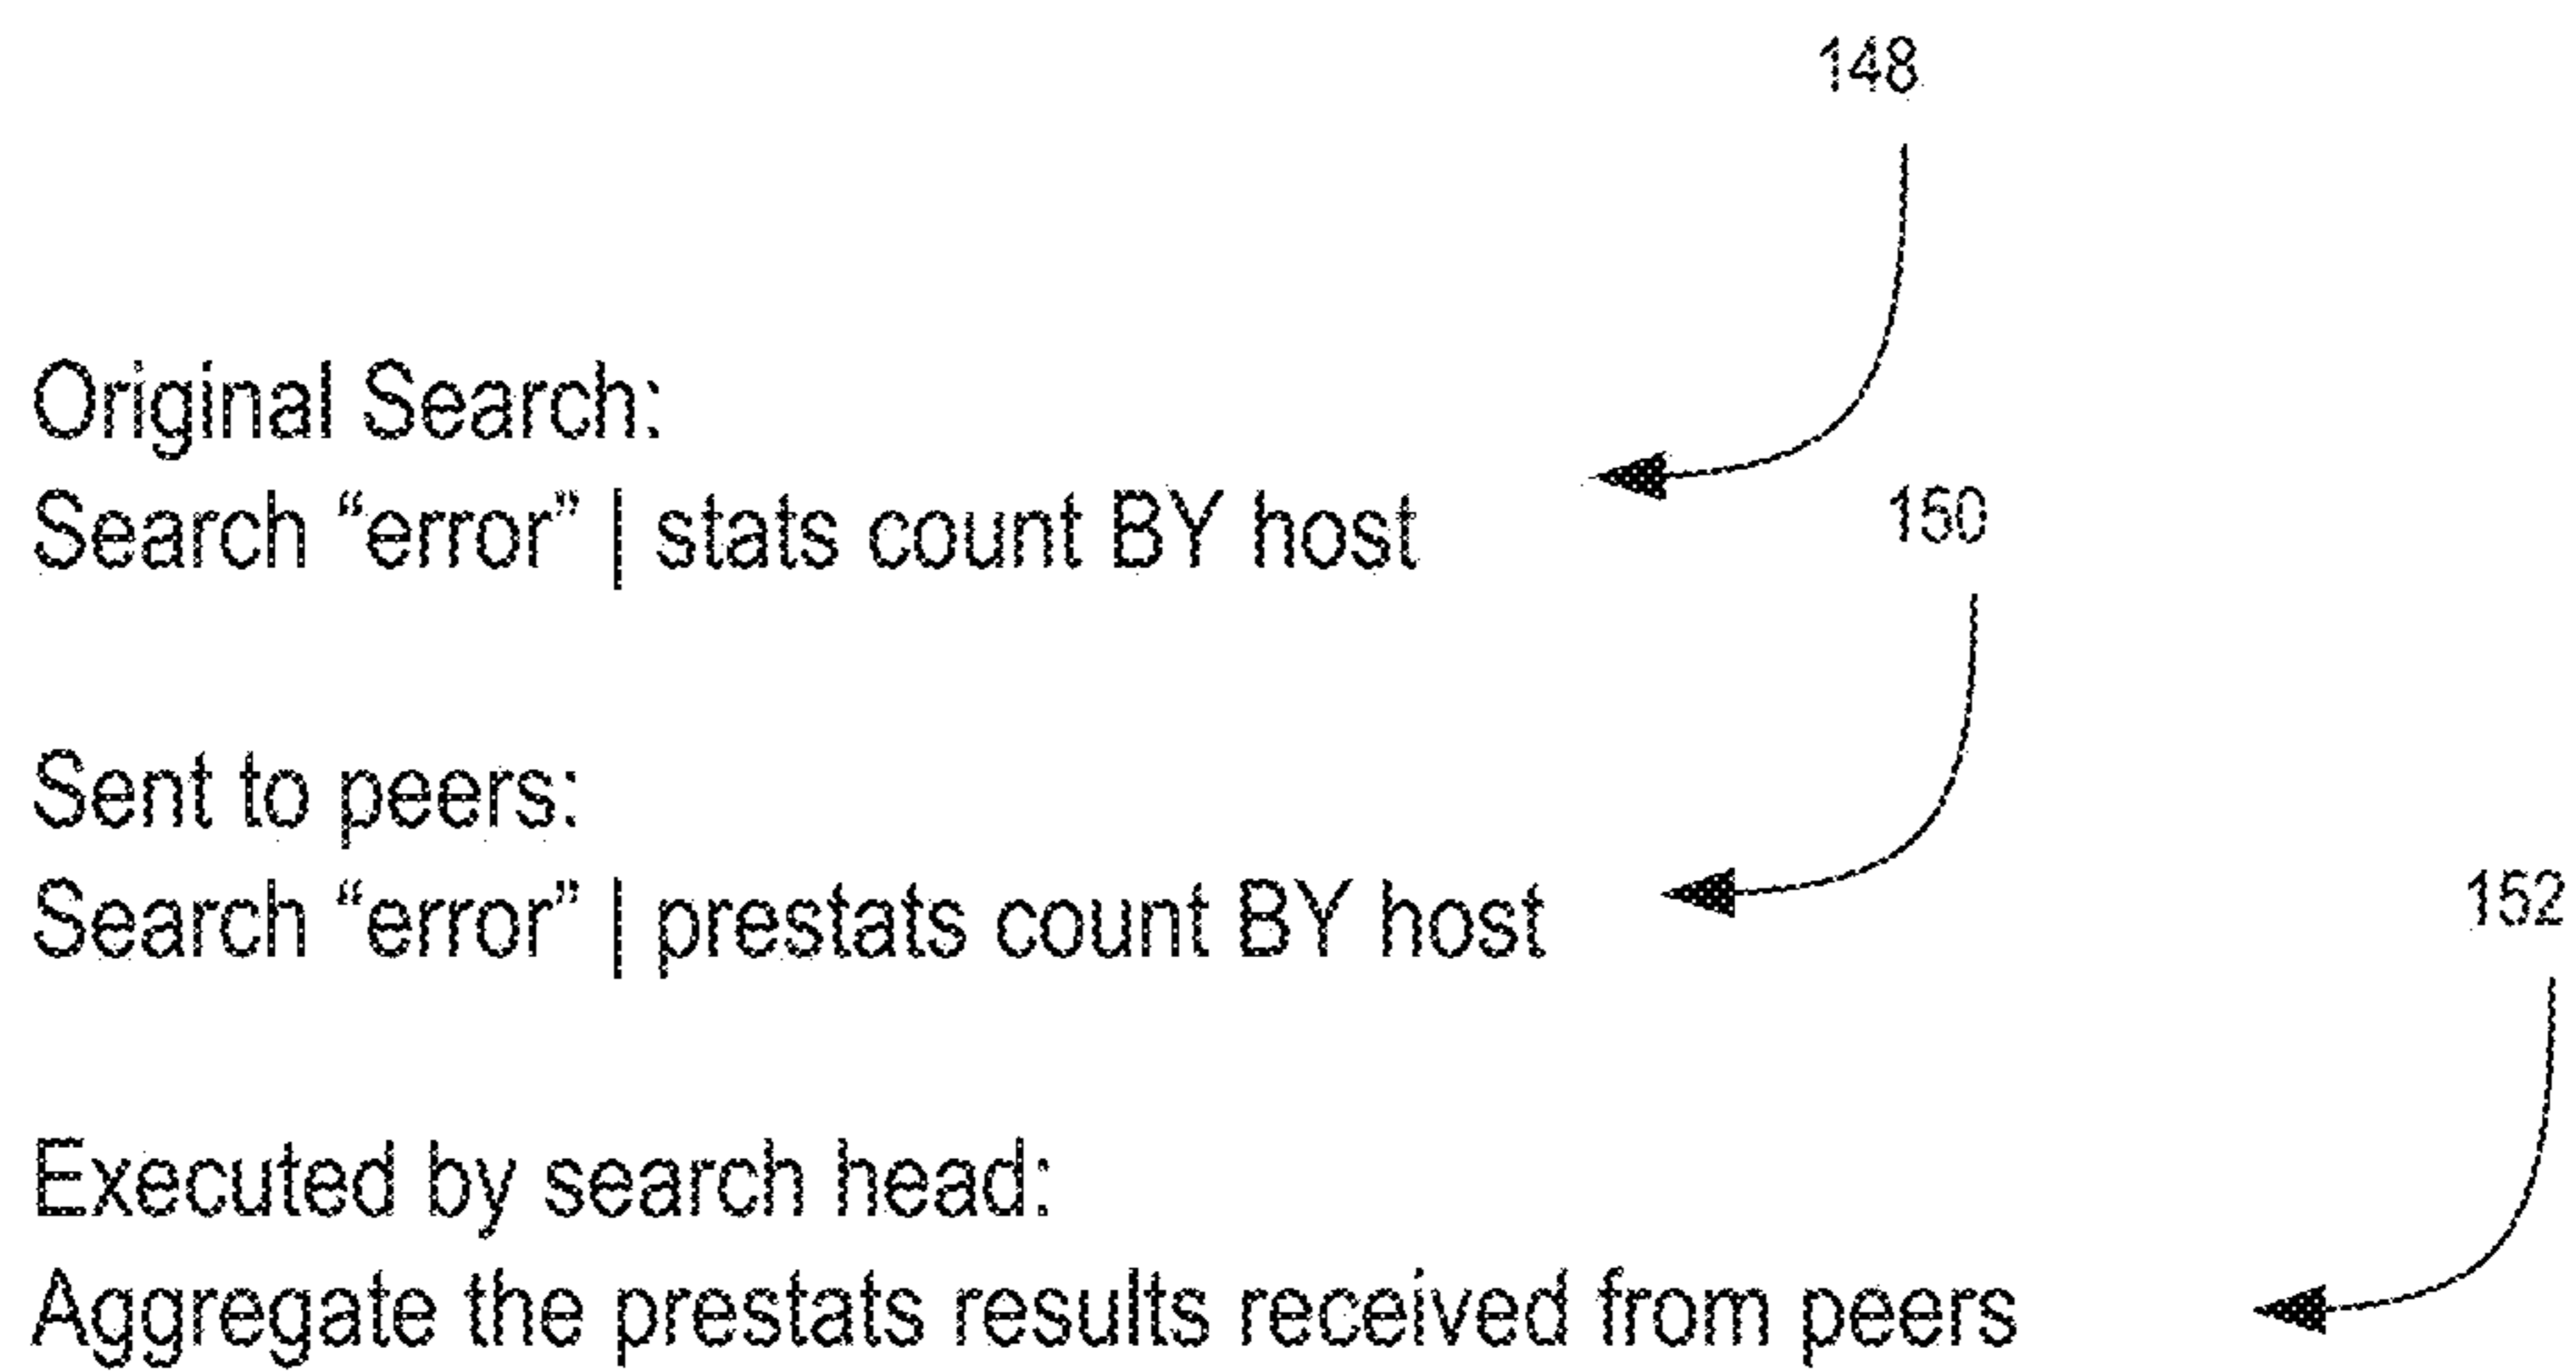 148
Original Search:
Search “error” | stats count BY host
150
Sent to peers:
Search “error” | prestats count BY host
152
Executed by search head:
Aggregate the prestats results received from peers